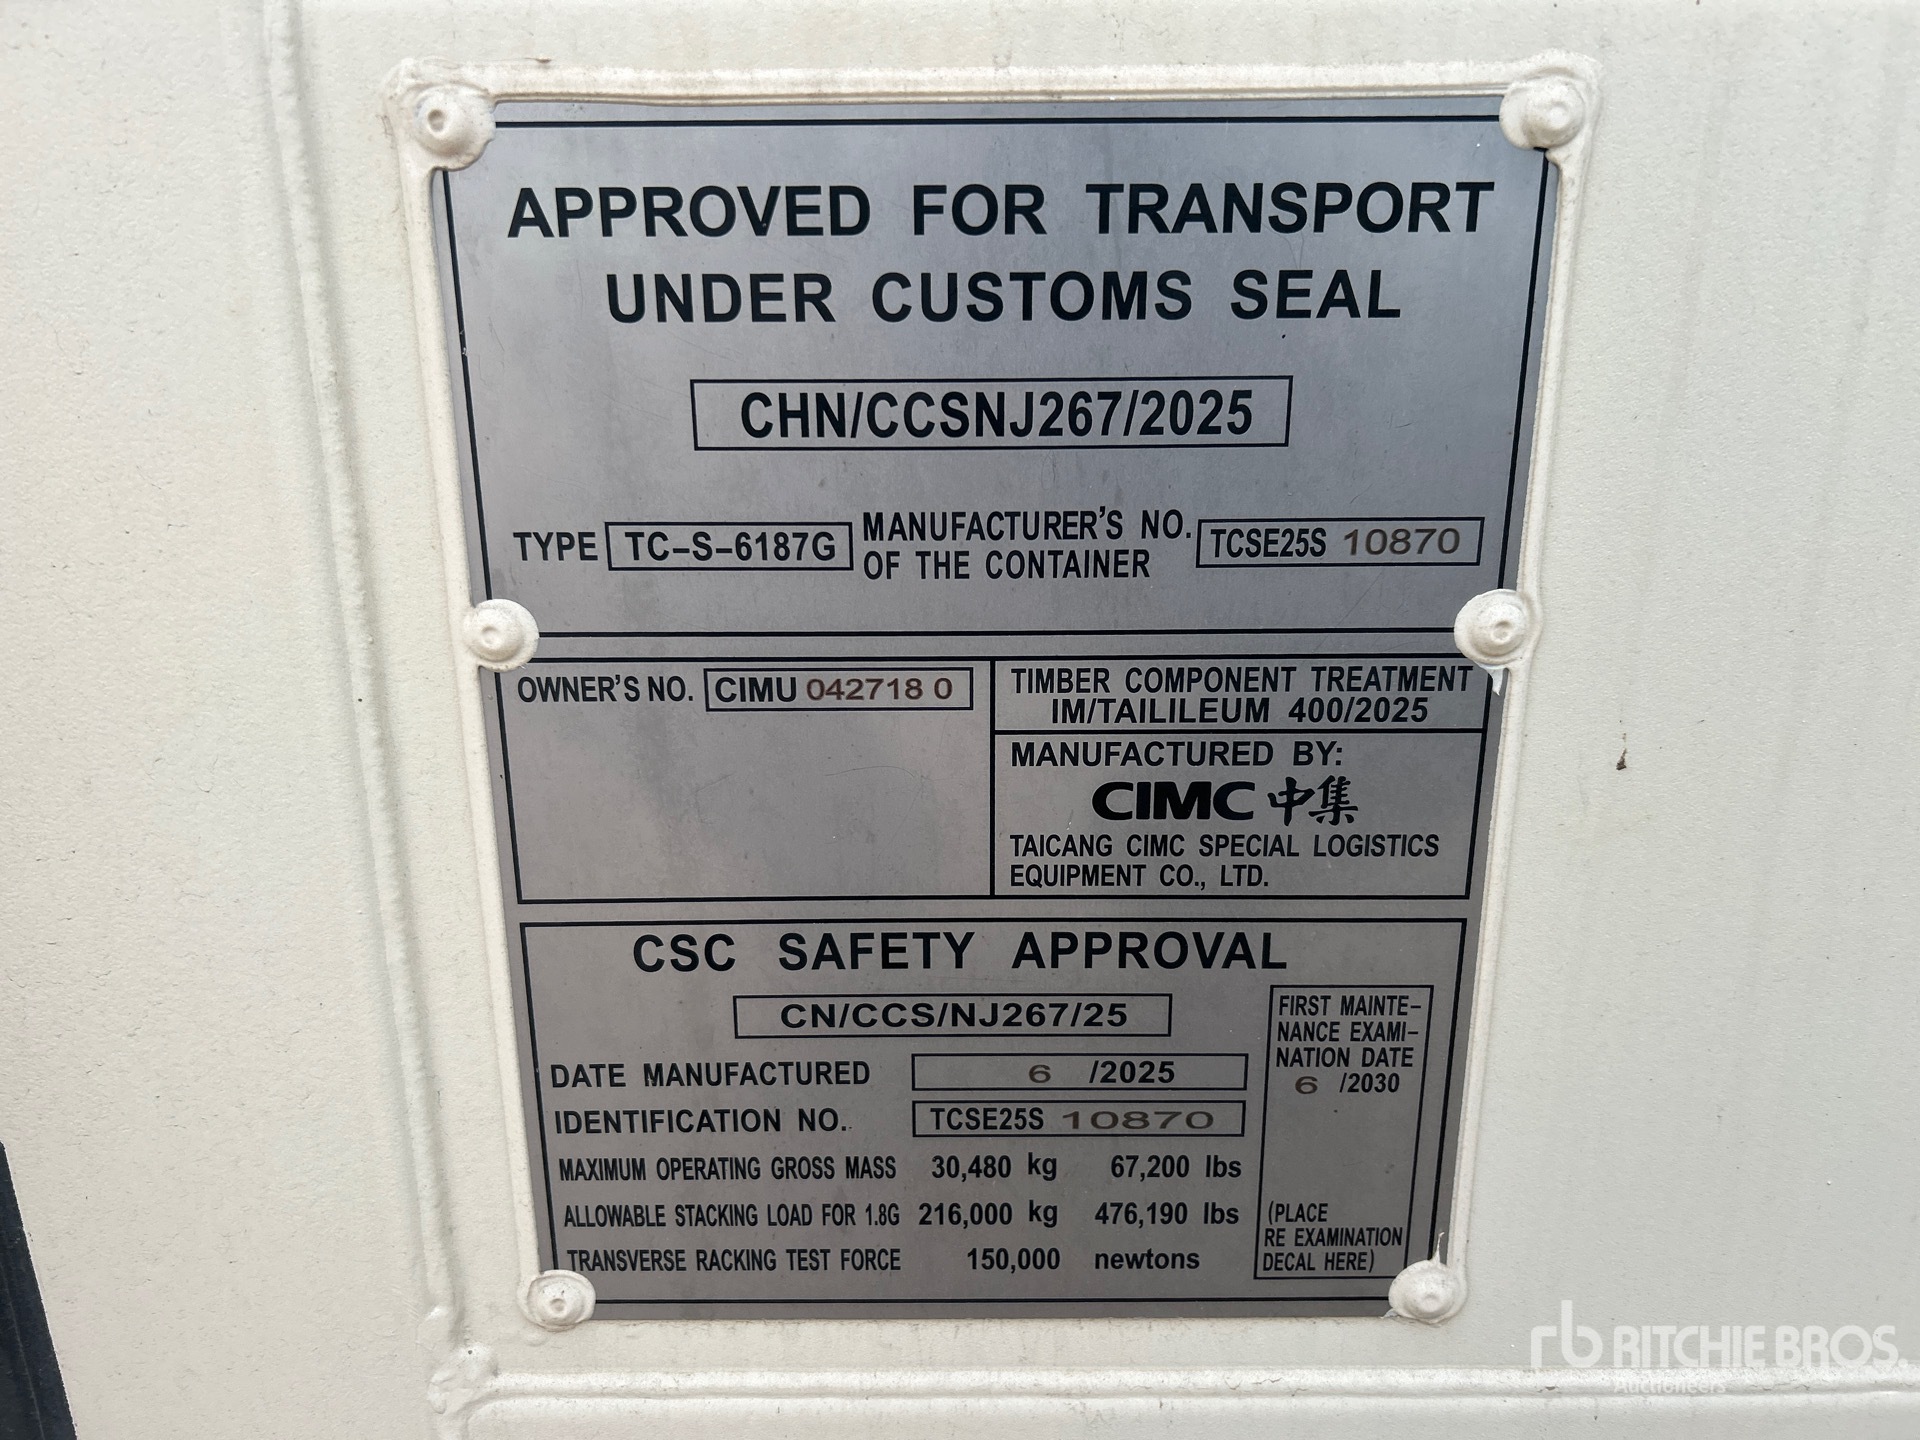 APPROVED FOR TRANSPORT
UNDER CUSTOMS SEAL
CHN/CCSNJ267/2025
TYPE TC-S-6187G MANUFACTURER'S NO. OF THE CONTAINER TCSE25S 10870
OWNER'S NO. CIMU 042718 0
TIMBER COMPONENT TREATMENT
IM/TAILILEUM 400/2025
MANUFACTURED BY:
CIMC 中集
TAICANG CIMC SPECIAL LOGISTICS
EQUIPMENT CO., LTD.
CSC SAFETY APPROVAL
CN/CCS/NJ267/25
DATE MANUFACTURED 6 /2025
IDENTIFICATION NO. TCSE25S 10870
MAXIMUM OPERATING GROSS MASS 30,480 kg 67,200 lbs
ALLOWABLE STACKING LOAD FOR 1.8G 216,000 kg 476,190 lbs
TRANSVERSE RACKING TEST FORCE 150,000 newtons
FIRST MAINTE-
NANCE EXAMI-
NATION DATE
6 /2030
(PLACE
RE EXAMINATION
DECAL HERE)
rb RITCHIE BROS.
Auctioneers